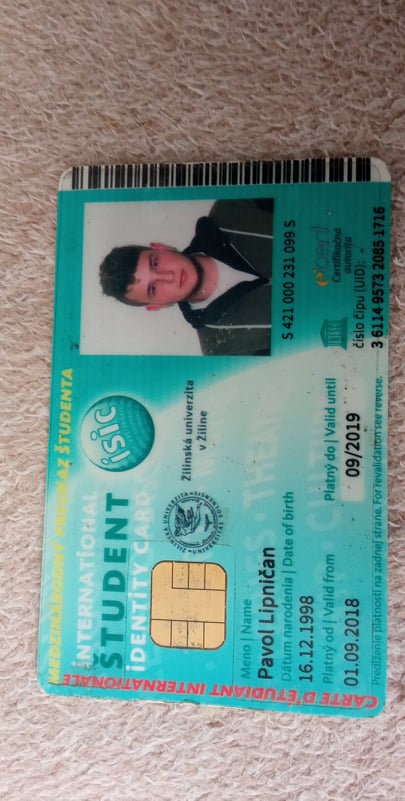 MEDZINÁRODNÝ PREUKAZ ŠTUDENTA
INTERNATIONAL
ŠTUDENT
IDENTITY CARD
isic
CARTE D'ÉTUDIANT INTERNATIONALE
ŽILINSKÁ UNIVERZITA
Žilinská univerzita
v Žiline
Meno | Name
Pavol Lipničan
Dátum narodenia | Date of birth
16.12.1998
Platný od | Valid from
Platný do | Valid until
01.09.2018
09/2019
Predĺženie platnosti na zadnej strane. For revalidation see reverse.
S 421 000 231 099 S
UNESCO
Certifikačná
autorita
číslo čipu (UID):
3 6114 9573 2085 1716